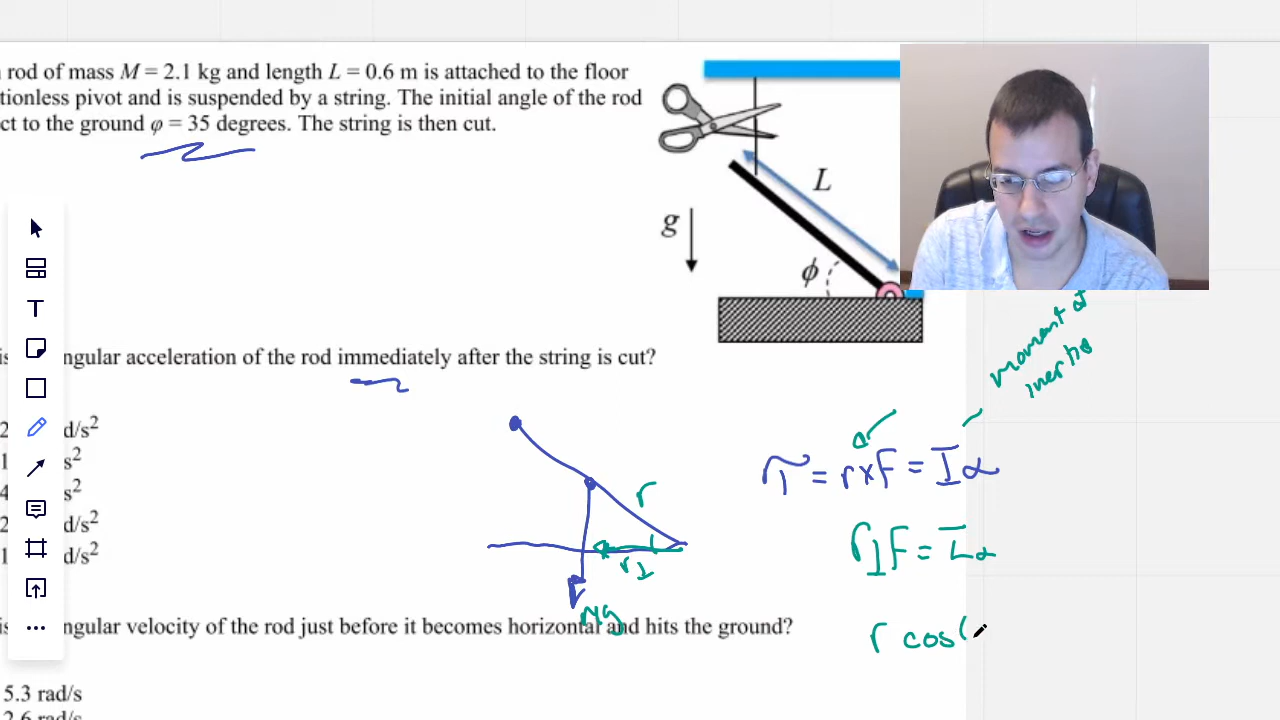 rod of mass M = 2.1 kg and length L = 0.6 m is attached to the floor
tionless pivot and is suspended by a string. The initial angle of the rod
ct to the ground φ = 35 degrees. The string is then cut.
L
g
ϕ
moment of
inertia
ngular acceleration of the rod immediately after the string is cut?
d/s²
s²
s²
d/s²
d/s²
r
r⊥
Mg
τ = r×F = Iα
r⊥F = Iα
r cos(
ngular velocity of the rod just before it becomes horizontal and hits the ground?
5.3 rad/s
2.6 rad/s
T